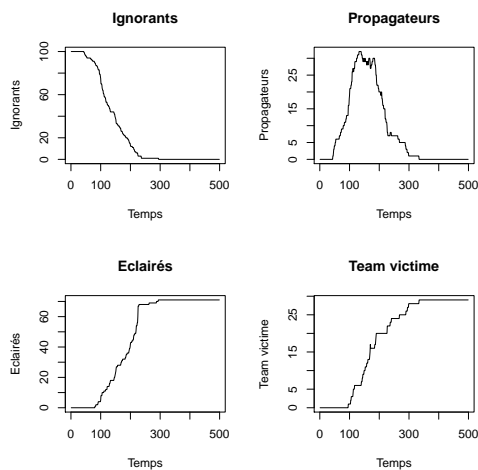 Ignorants
Ignorants
0 20 60 100
0 100 300 500
Temps
Propagateurs
Propagateurs
0 5 15 25
0 100 300 500
Temps
Eclairés
Eclairés
0 20 40 60
0 100 300 500
Temps
Team victime
Team victime
0 5 15 25
0 100 300 500
Temps